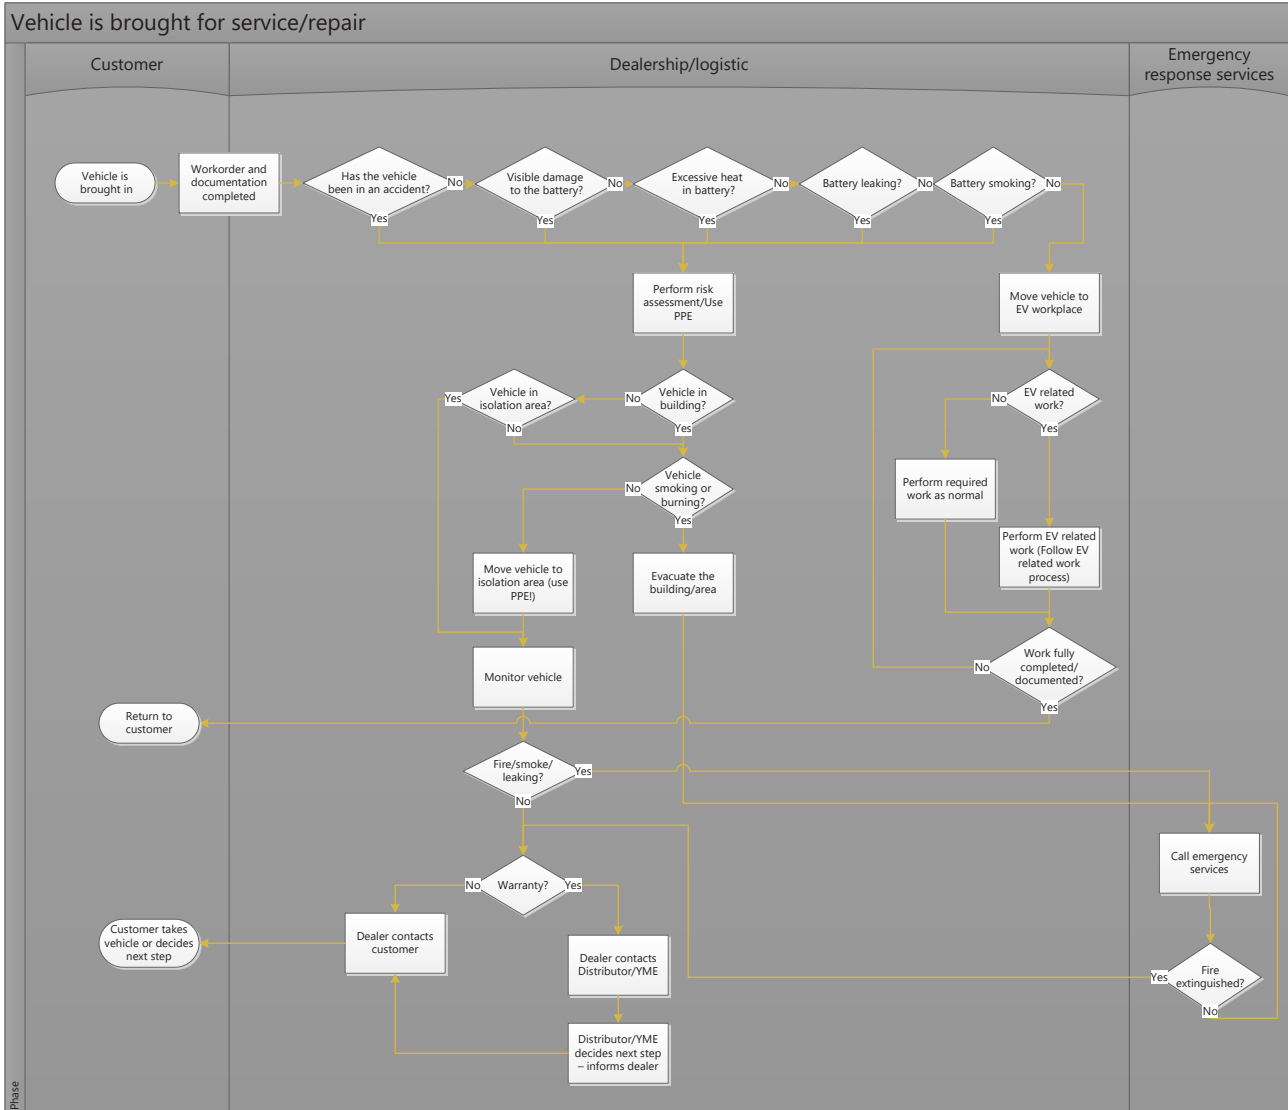 Vehicle is brought for service/repair
Customer
Dealership/logistic
Emergency
response services
Vehicle is
brought in
Workorder and
documentation
completed
Has the vehicle
been in an accident?
No
Yes
Visible damage
to the battery?
No
Yes
Excessive heat
in battery?
No
Yes
Battery leaking?
No
Yes
Battery smoking?
No
Yes
Perform risk
assessment/Use
PPE
Move vehicle to
EV workplace
Yes
Vehicle in
isolation area?
No
No
Vehicle in
building?
Yes
No
EV related
work?
Yes
No
Vehicle
smoking or
burning?
Yes
Perform required
work as normal
Perform EV related
work (Follow EV
related work
process)
Move vehicle to
isolation area (use
PPE!)
Evacuate the
building/area
Monitor vehicle
No
Work fully
completed/
documented?
Yes
Return to
customer
Fire/smoke/
leaking?
Yes
No
Call emergency
services
No
Warranty?
Yes
Customer takes
vehicle or decides
next step
Dealer contacts
customer
Dealer contacts
Distributor/YME
Yes
Fire
extinguished?
No
Distributor/YME
decides next step
– informs dealer
Phase